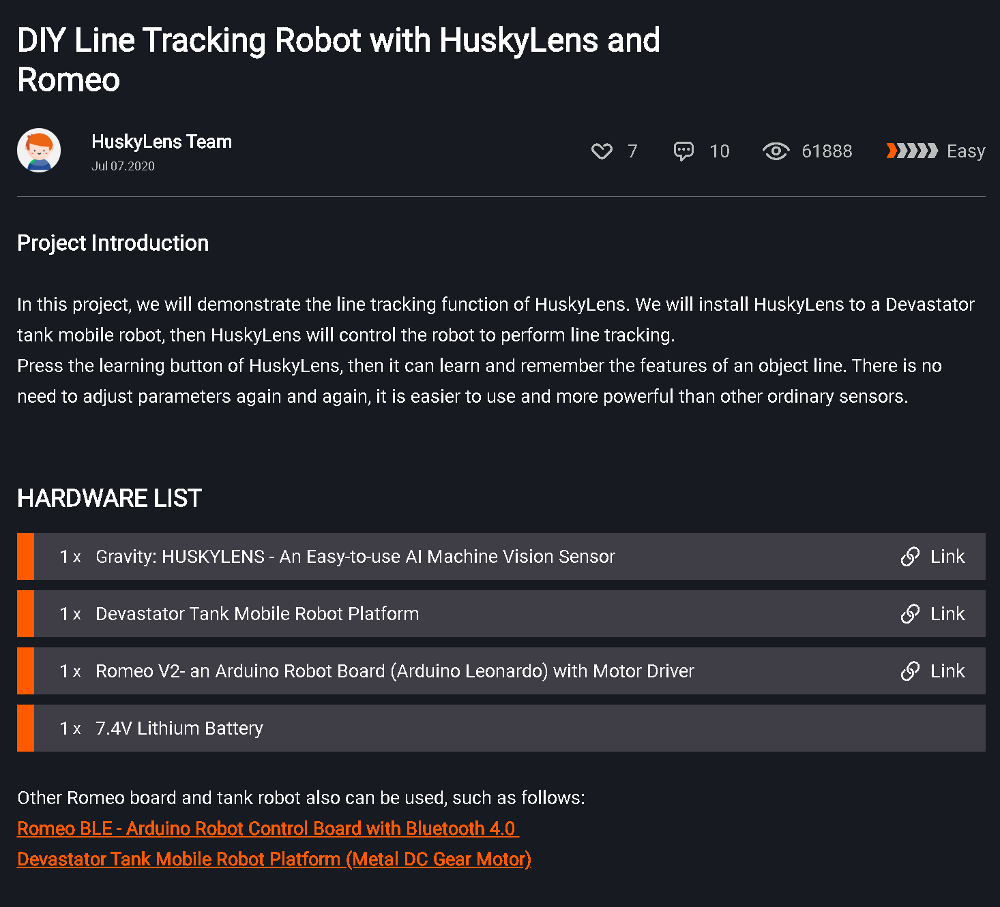 DIY Line Tracking Robot with HuskyLens and
Romeo
HuskyLens Team
Jul 07.2020
7
10
61888
Easy
Project Introduction
In this project, we will demonstrate the line tracking function of HuskyLens. We will install HuskyLens to a Devastator
tank mobile robot, then HuskyLens will control the robot to perform line tracking.
Press the learning button of HuskyLens, then it can learn and remember the features of an object line. There is no
need to adjust parameters again and again, it is easier to use and more powerful than other ordinary sensors.
HARDWARE LIST
1 x Gravity: HUSKYLENS - An Easy-to-use AI Machine Vision Sensor Link
1 x Devastator Tank Mobile Robot Platform Link
1 x Romeo V2- an Arduino Robot Board (Arduino Leonardo) with Motor Driver Link
1 x 7.4V Lithium Battery
Other Romeo board and tank robot also can be used, such as follows:
Romeo BLE - Arduino Robot Control Board with Bluetooth 4.0
Devastator Tank Mobile Robot Platform (Metal DC Gear Motor)